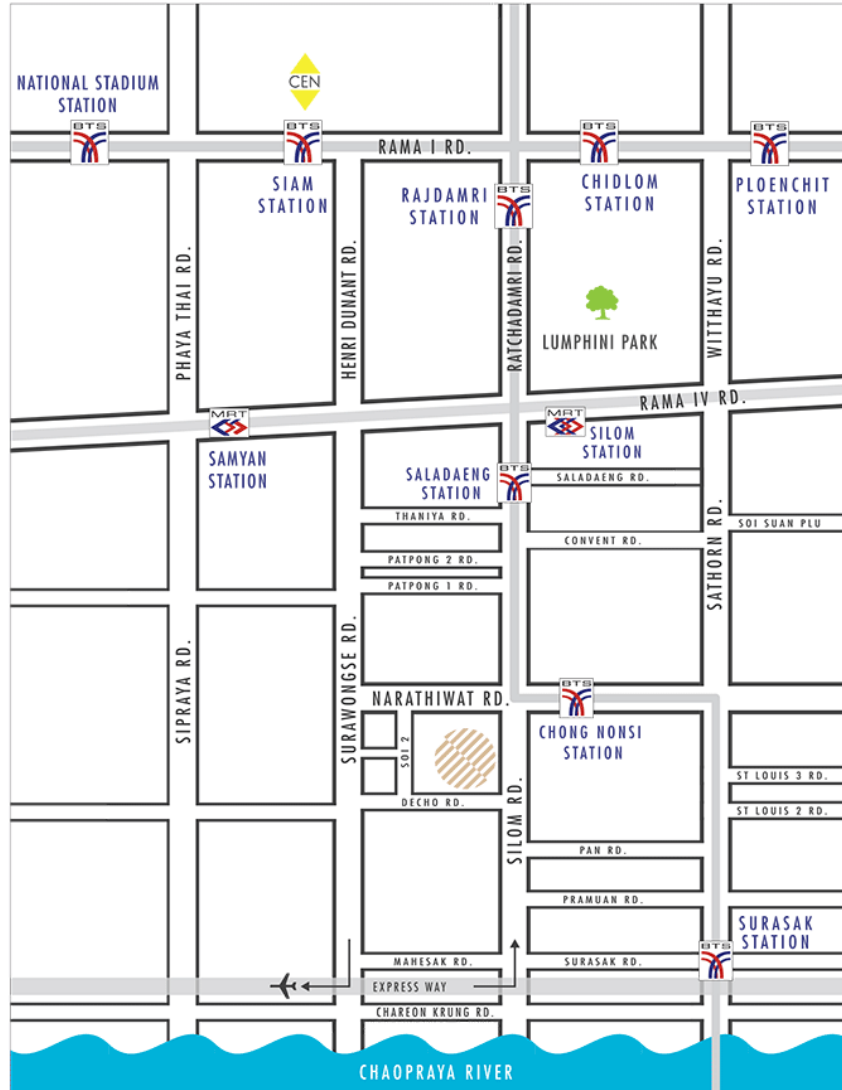 CEN
NATIONAL STADIUM
STATION
BTS
BTS
BTS
BTS
RAMA I RD.
SIAM
STATION
RAJDAMRI
STATION
BTS
CHIDLOM
STATION
PLOENCHIT
STATION
PHAYA THAI RD.
HENRI DUNANT RD.
RATCHADAMRI RD.
WITTHAYU RD.
LUMPHINI PARK
RAMA IV RD.
MRT
SAMYAN
STATION
MRT
SILOM
STATION
SALADAENG
STATION
BTS
SALADAENG RD.
THANIYA RD.
SATHORN RD.
SOI SUAN PLU
CONVENT RD.
PATPONG 2 RD.
PATPONG 1 RD.
SIPRAYA RD.
SURAWONGSE RD.
NARATHIWAT RD.
BTS
CHONG NONSI
STATION
SOI 2
SILOM RD.
DECHO RD.
ST LOUIS 3 RD.
ST LOUIS 2 RD.
PAN RD.
PRAMUAN RD.
SURASAK
STATION
BTS
MAHESAK RD.
SURASAK RD.
EXPRESS WAY
CHAREON KRUNG RD.
CHAOPRAYA RIVER